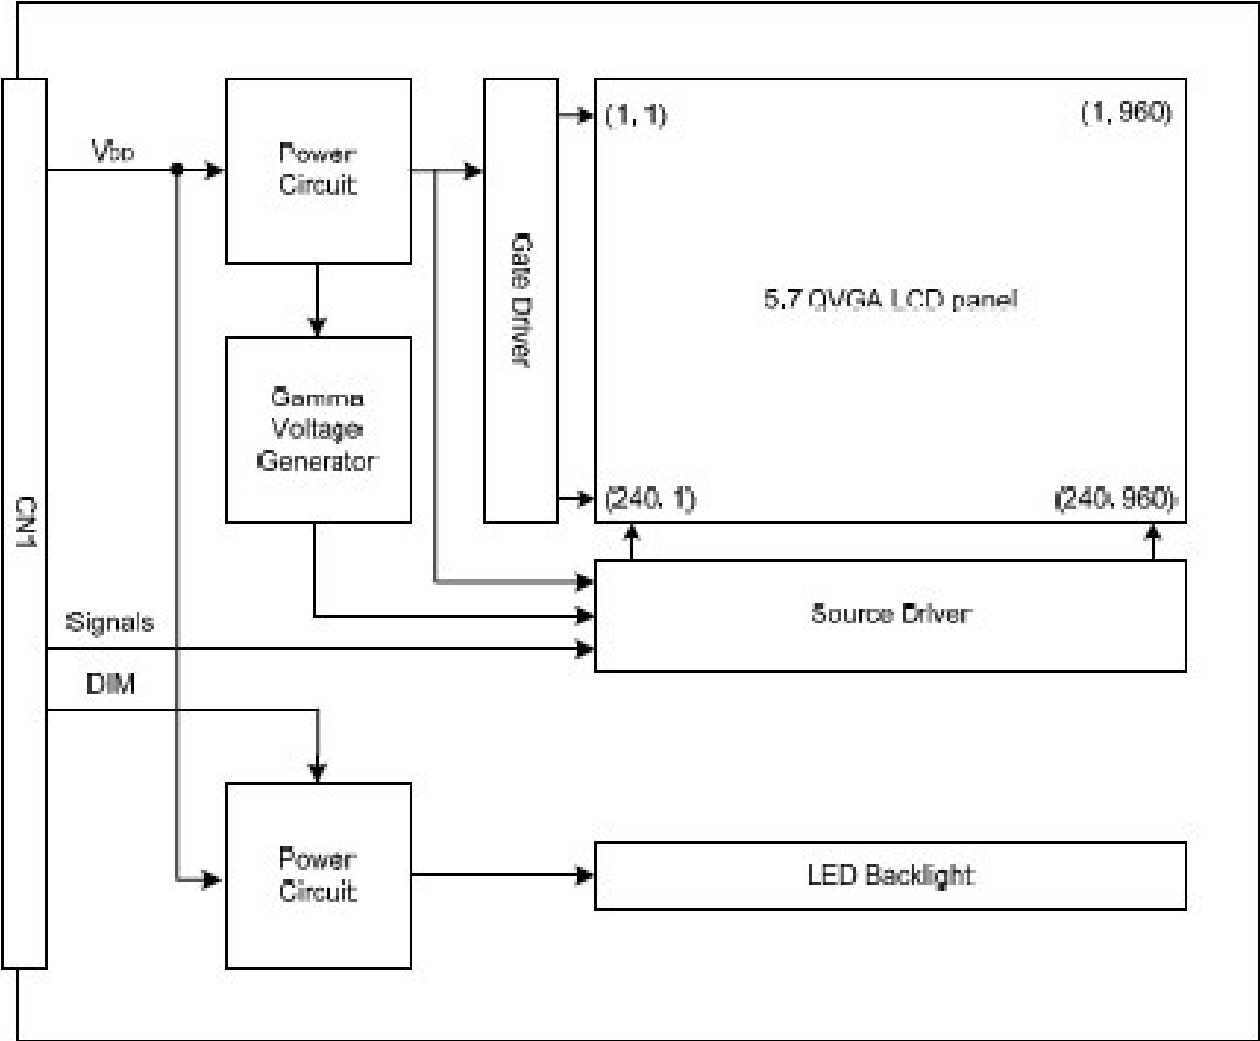 VDD
Power
Circuit
(1, 1)
(1, 960)
Gate Driver
5.7 QVGA LCD panel
Gamma
Voltage
Generator
(240, 1)
(240, 960)
CN1
Signals
Source Driver
DIM
Power
Circuit
LED Backlight